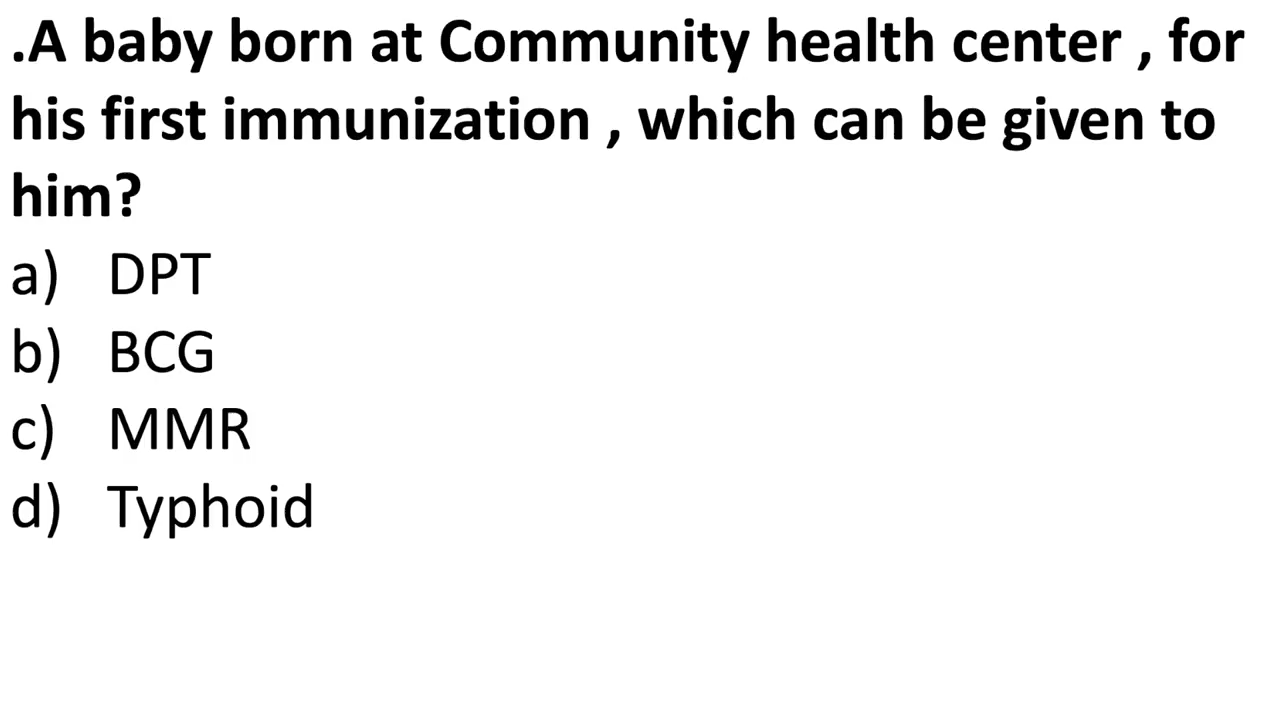 .A baby born at Community health center , for
his first immunization , which can be given to
him?
a) DPT
b) BCG
c) MMR
d) Typhoid